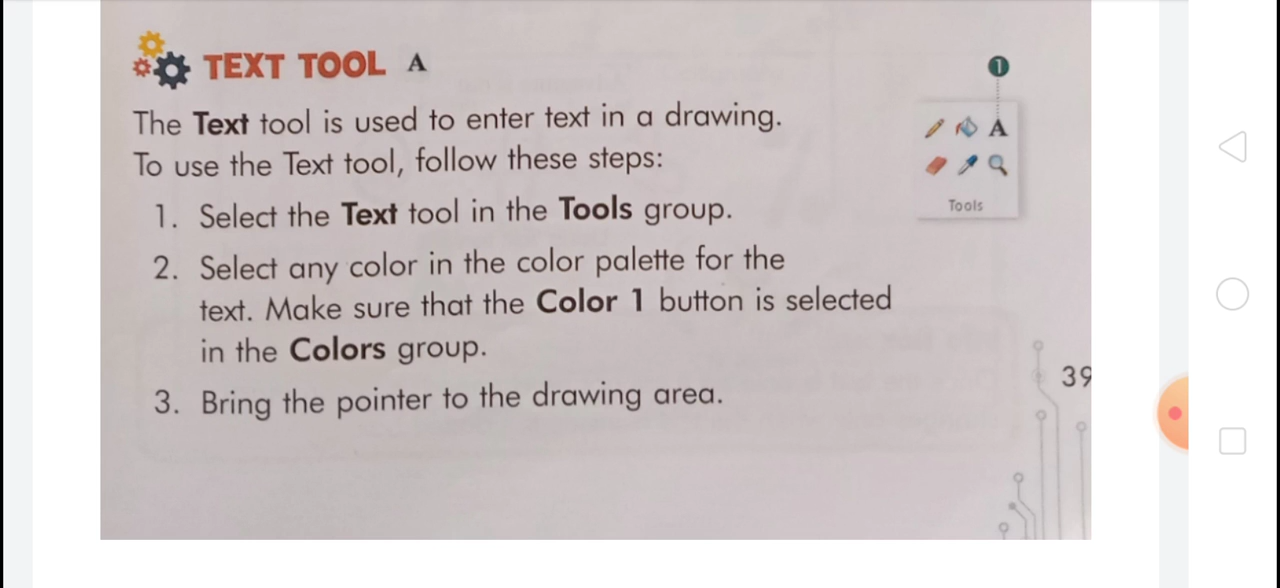 TEXT TOOL A
1
The Text tool is used to enter text in a drawing.
A
To use the Text tool, follow these steps:
Tools
1. Select the Text tool in the Tools group.
2. Select any color in the color palette for the
text. Make sure that the Color 1 button is selected
in the Colors group.
39
3. Bring the pointer to the drawing area.